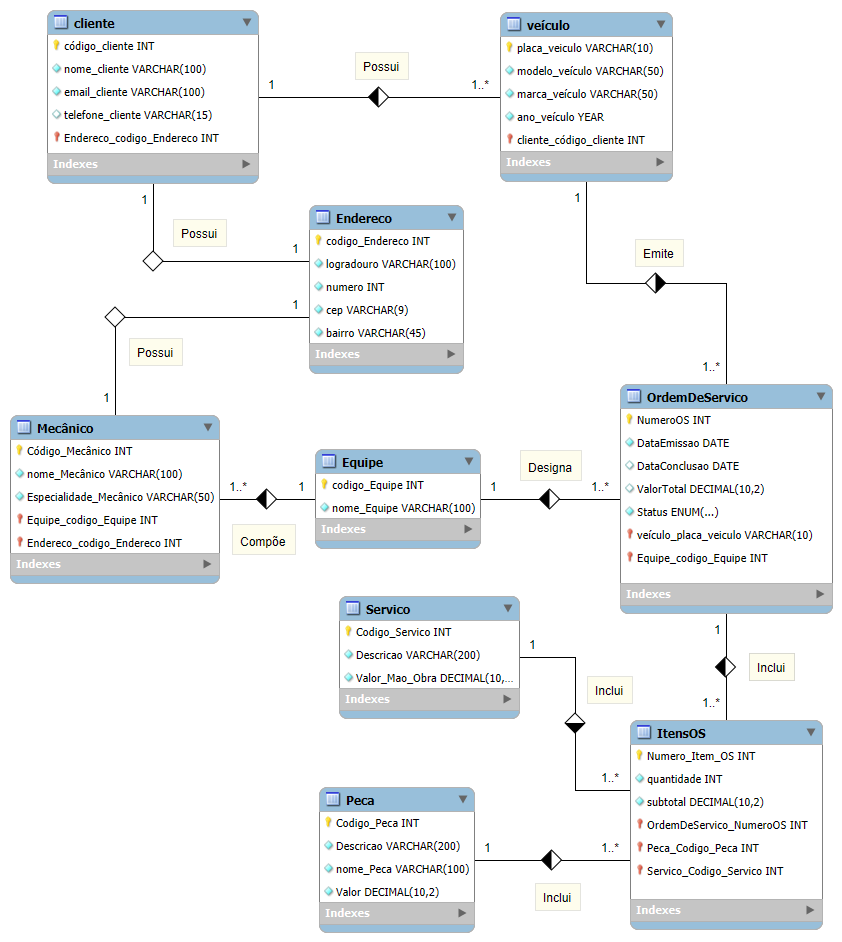 cliente
código_cliente INT
nome_cliente VARCHAR(100)
email_cliente VARCHAR(100)
telefone_cliente VARCHAR(15)
Endereco_codigo_Endereco INT
Indexes
1
Possui
1..*
veículo
placa_veiculo VARCHAR(10)
modelo_veículo VARCHAR(50)
marca_veículo VARCHAR(50)
ano_veículo YEAR
cliente_código_cliente INT
Indexes
1
Possui
1
Endereco
codigo_Endereco INT
logradouro VARCHAR(100)
numero INT
cep VARCHAR(9)
bairro VARCHAR(45)
Indexes
1
Emite
1..*
1
Possui
1
Mecânico
Código_Mecânico INT
nome_Mecânico VARCHAR(100)
Especialidade_Mecânico VARCHAR(50)
Equipe_codigo_Equipe INT
Endereco_codigo_Endereco INT
Indexes
1..*
Compõe
1
Equipe
codigo_Equipe INT
nome_Equipe VARCHAR(100)
Indexes
1
Designa
1..*
OrdemDeServico
NumeroOS INT
DataEmissao DATE
DataConclusao DATE
ValorTotal DECIMAL(10,2)
Status ENUM(...)
veículo_placa_veiculo VARCHAR(10)
Equipe_codigo_Equipe INT
Indexes
Servico
Codigo_Servico INT
Descricao VARCHAR(200)
Valor_Mao_Obra DECIMAL(10,...
Indexes
1
Inclui
1..*
1
Inclui
1..*
ItensOS
Numero_Item_OS INT
quantidade INT
subtotal DECIMAL(10,2)
OrdemDeServico_NumeroOS INT
Peca_Codigo_Peca INT
Servico_Codigo_Servico INT
Indexes
Peca
Codigo_Peca INT
Descricao VARCHAR(200)
nome_Peca VARCHAR(100)
Valor DECIMAL(10,2)
Indexes
1
Inclui
1..*